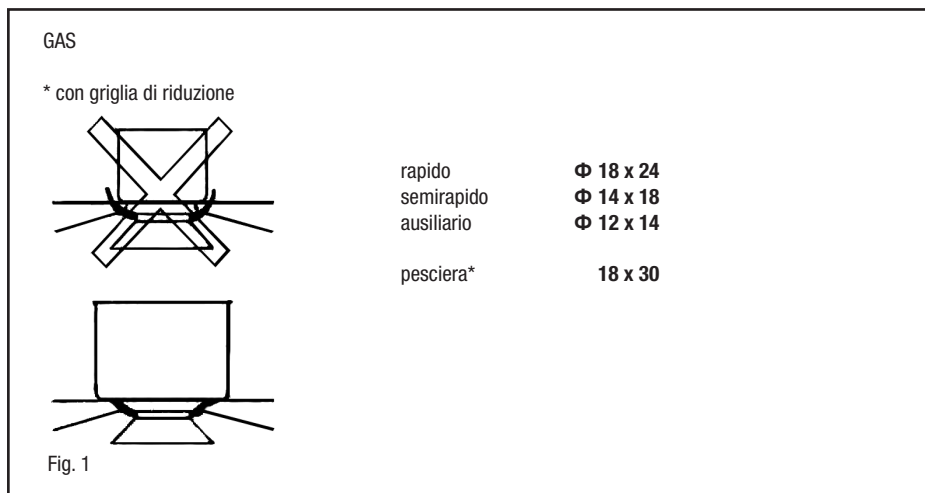 GAS
* con griglia di riduzione
rapido Φ 18 x 24
semirapido Φ 14 x 18
ausiliario Φ 12 x 14
pesciera* 18 x 30
Fig. 1